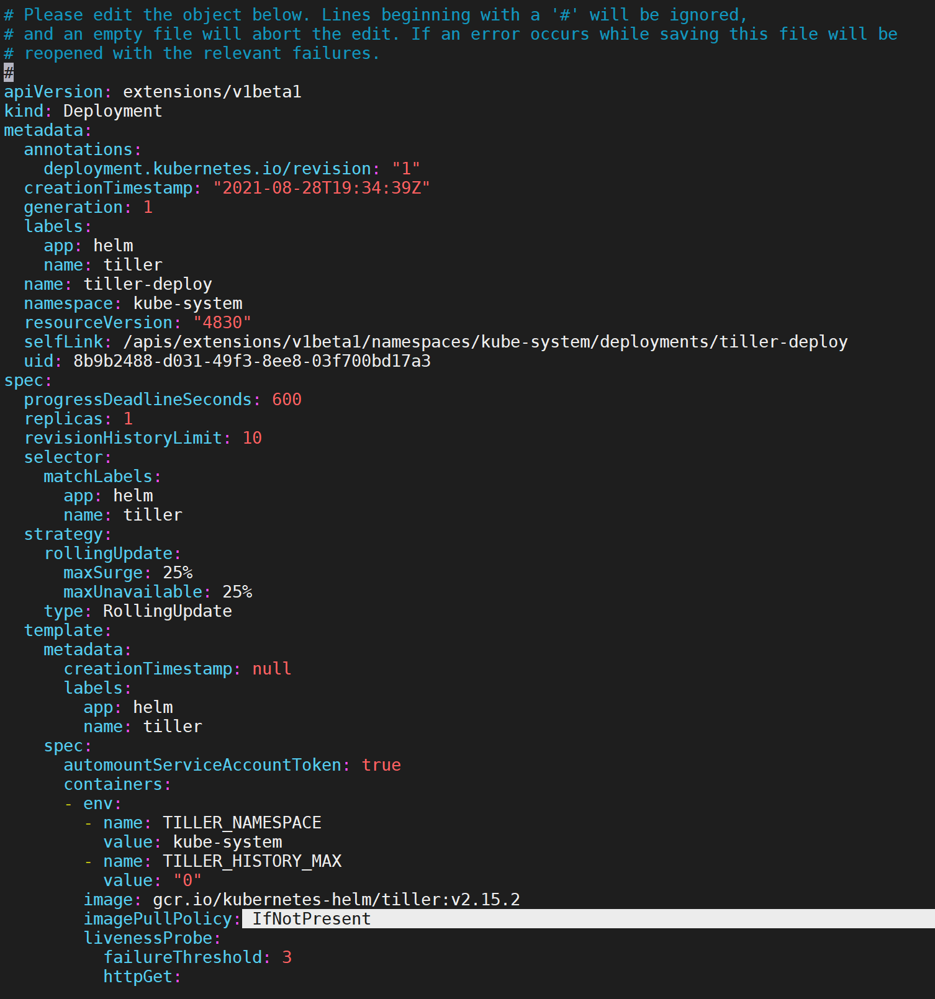 # Please edit the object below. Lines beginning with a '#' will be ignored,
# and an empty file will abort the edit. If an error occurs while saving this file will be
# reopened with the relevant failures.
#
apiVersion: extensions/v1beta1
kind: Deployment
metadata:
  annotations:
    deployment.kubernetes.io/revision: "1"
  creationTimestamp: "2021-08-28T19:34:39Z"
  generation: 1
  labels:
    app: helm
    name: tiller
  name: tiller-deploy
  namespace: kube-system
  resourceVersion: "4830"
  selfLink: /apis/extensions/v1beta1/namespaces/kube-system/deployments/tiller-deploy
  uid: 8b9b2488-d031-49f3-8ee8-03f700bd17a3
spec:
  progressDeadlineSeconds: 600
  replicas: 1
  revisionHistoryLimit: 10
  selector:
    matchLabels:
      app: helm
      name: tiller
  strategy:
    rollingUpdate:
      maxSurge: 25%
      maxUnavailable: 25%
    type: RollingUpdate
  template:
    metadata:
      creationTimestamp: null
      labels:
        app: helm
        name: tiller
    spec:
      automountServiceAccountToken: true
      containers:
      - env:
        - name: TILLER_NAMESPACE
          value: kube-system
        - name: TILLER_HISTORY_MAX
          value: "0"
        image: gcr.io/kubernetes-helm/tiller:v2.15.2
        imagePullPolicy: IfNotPresent
        livenessProbe:
          failureThreshold: 3
          httpGet: